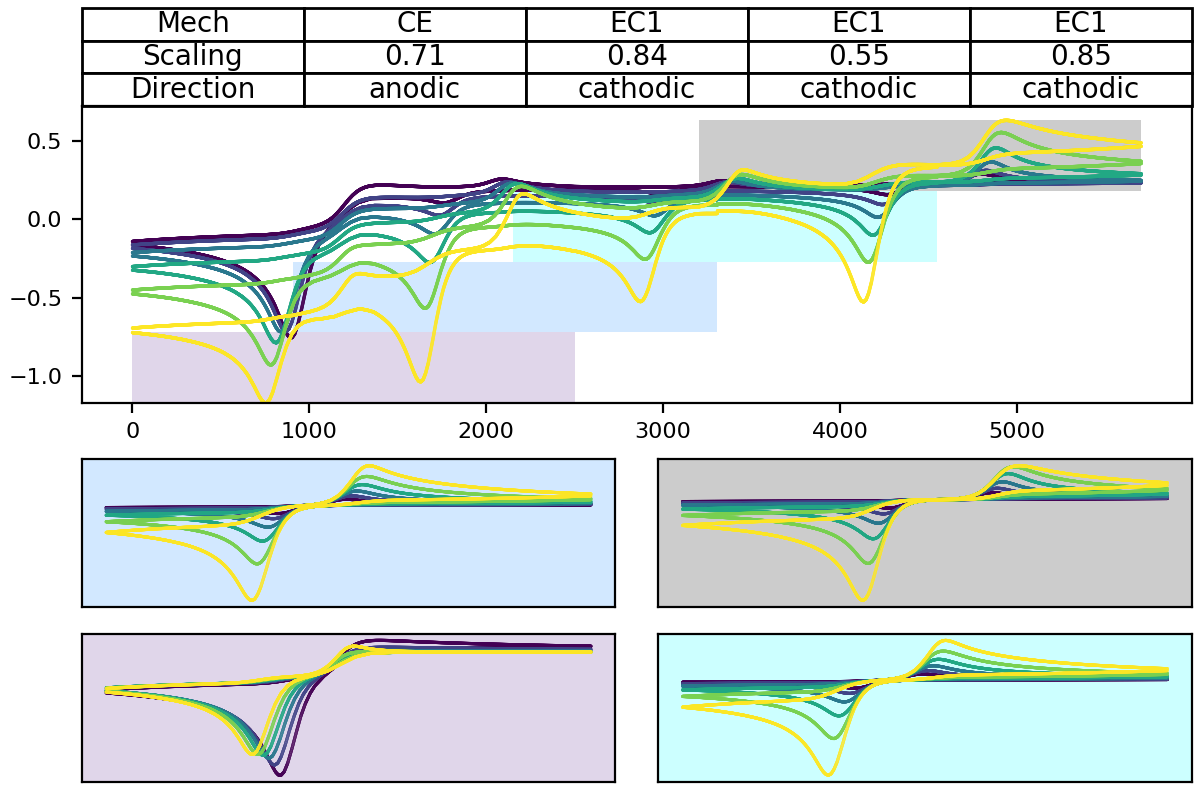 Mech CE EC1 EC1 EC1
Scaling 0.71 0.84 0.55 0.85
Direction anodic cathodic cathodic cathodic
0.5
0.0
−0.5
−1.0
0 1000 2000 3000 4000 5000